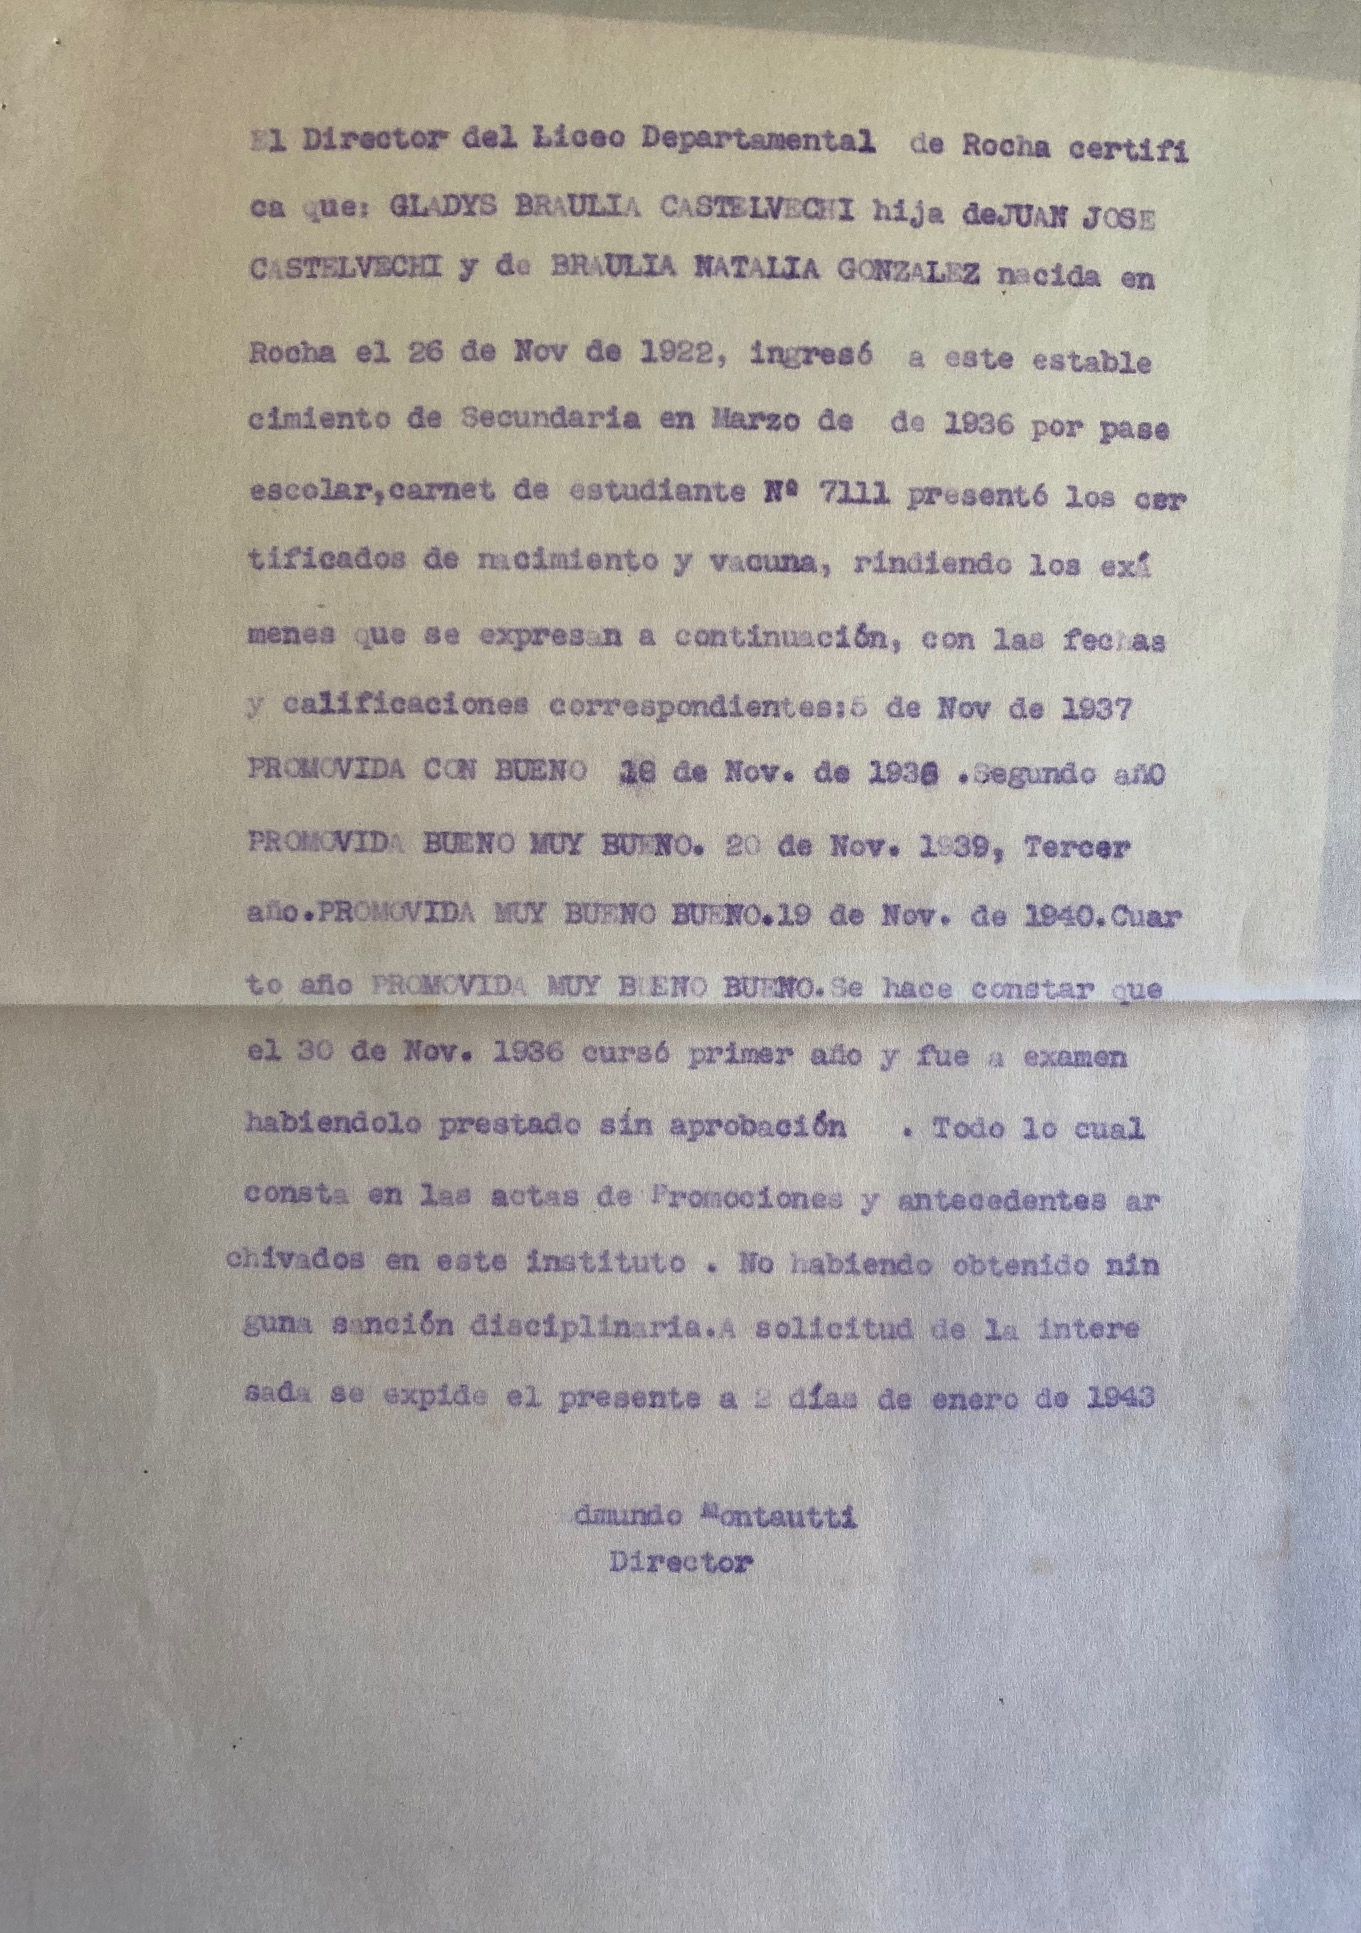 El Director del Liceo Departamental de Rocha certifi
ca que: GLADYS BRAULIA CASTELVECHI hija deJUAN JOSE
CASTELVECHI y de BRAULIA NATALIA GONZALEZ nacida en
Rocha el 26 de Nov de 1922, ingresó a este estable
cimiento de Secundaria en Marzo de de 1936 por pase
escolar,carnet de estudiante Nº 7111 presentó los cer
tificados de nacimiento y vacuna, rindiendo los exá
menes que se expresan a continuación, con las fechas
y calificaciones correspondientes:5 de Nov de 1937
PROMOVIDA CON BUENO 18 de Nov. de 1938 .Segundo añO
PROMOVIDA BUENO MUY BUENO. 20 de Nov. 1939, Tercer
año.PROMOVIDA MUY BUENO BUENO.19 de Nov. de 1940.Cuar
to año PROMOVIDA MUY BUENO BUENO.Se hace constar que
el 30 de Nov. 1936 cursó primer año y fue a examen
habiendolo prestado sin aprobación . Todo lo cual
consta en las actas de Promociones y antecedentes ar
chivados en este instituto . No habiendo obtenido nin
guna sanción disciplinaria.A solicitud de la intere
sada se expide el presente a 2 días de enero de 1943
dmundo Montautti
Director